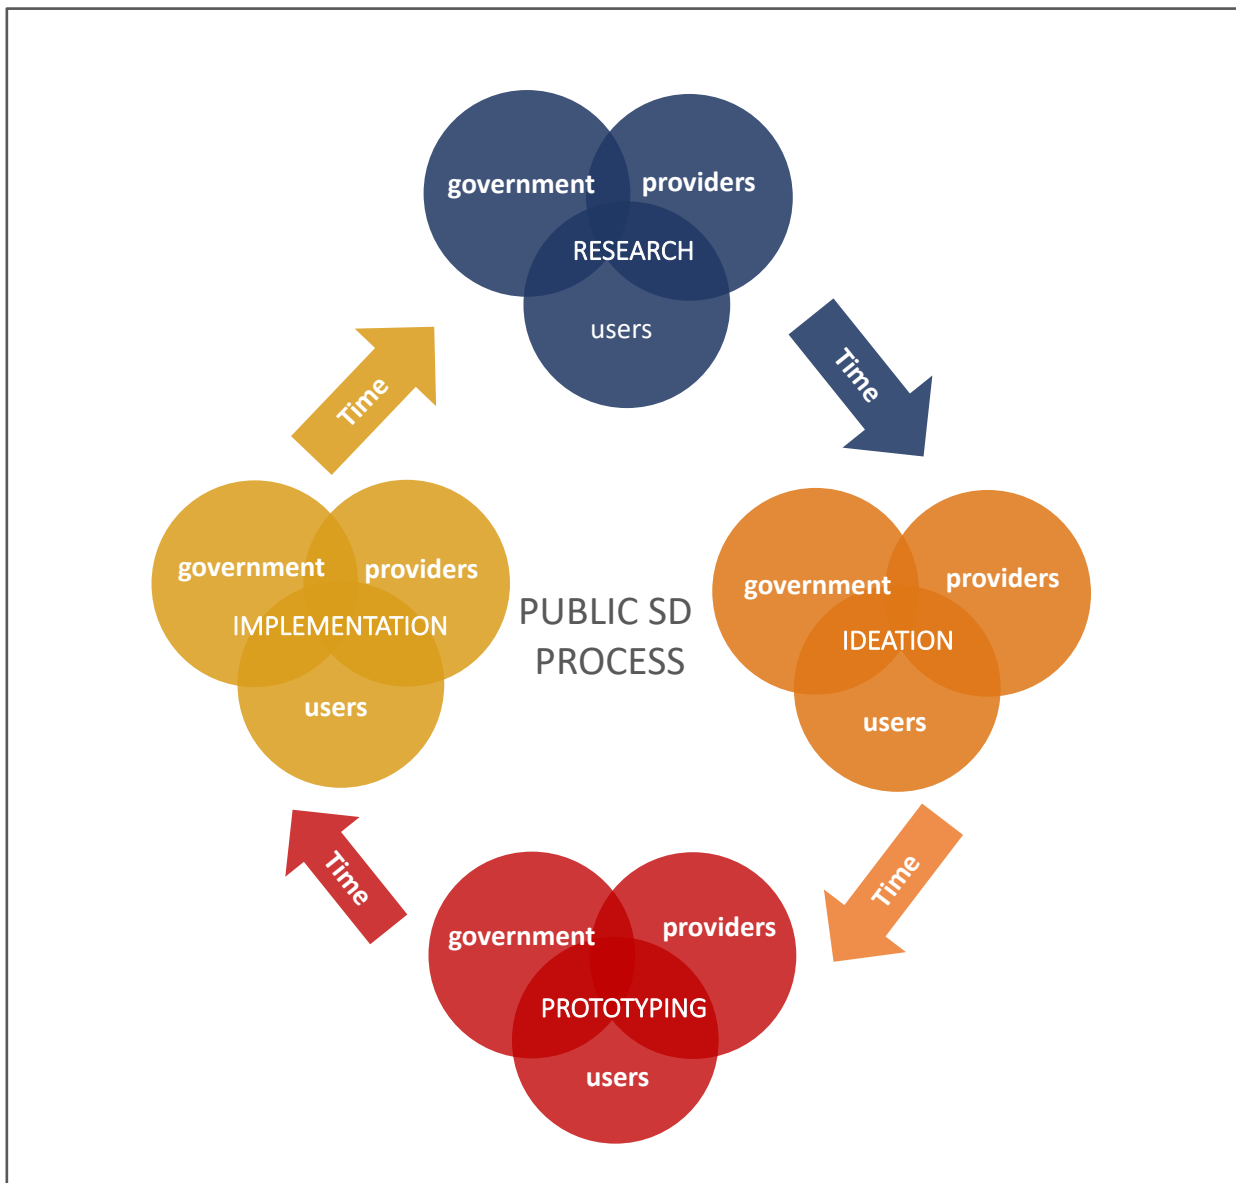 government
providers
RESEARCH
users
Time
Time
government
providers
IMPLEMENTATION
users
PUBLIC SD
PROCESS
government
providers
IDEATION
users
Time
Time
government
providers
PROTOTYPING
users